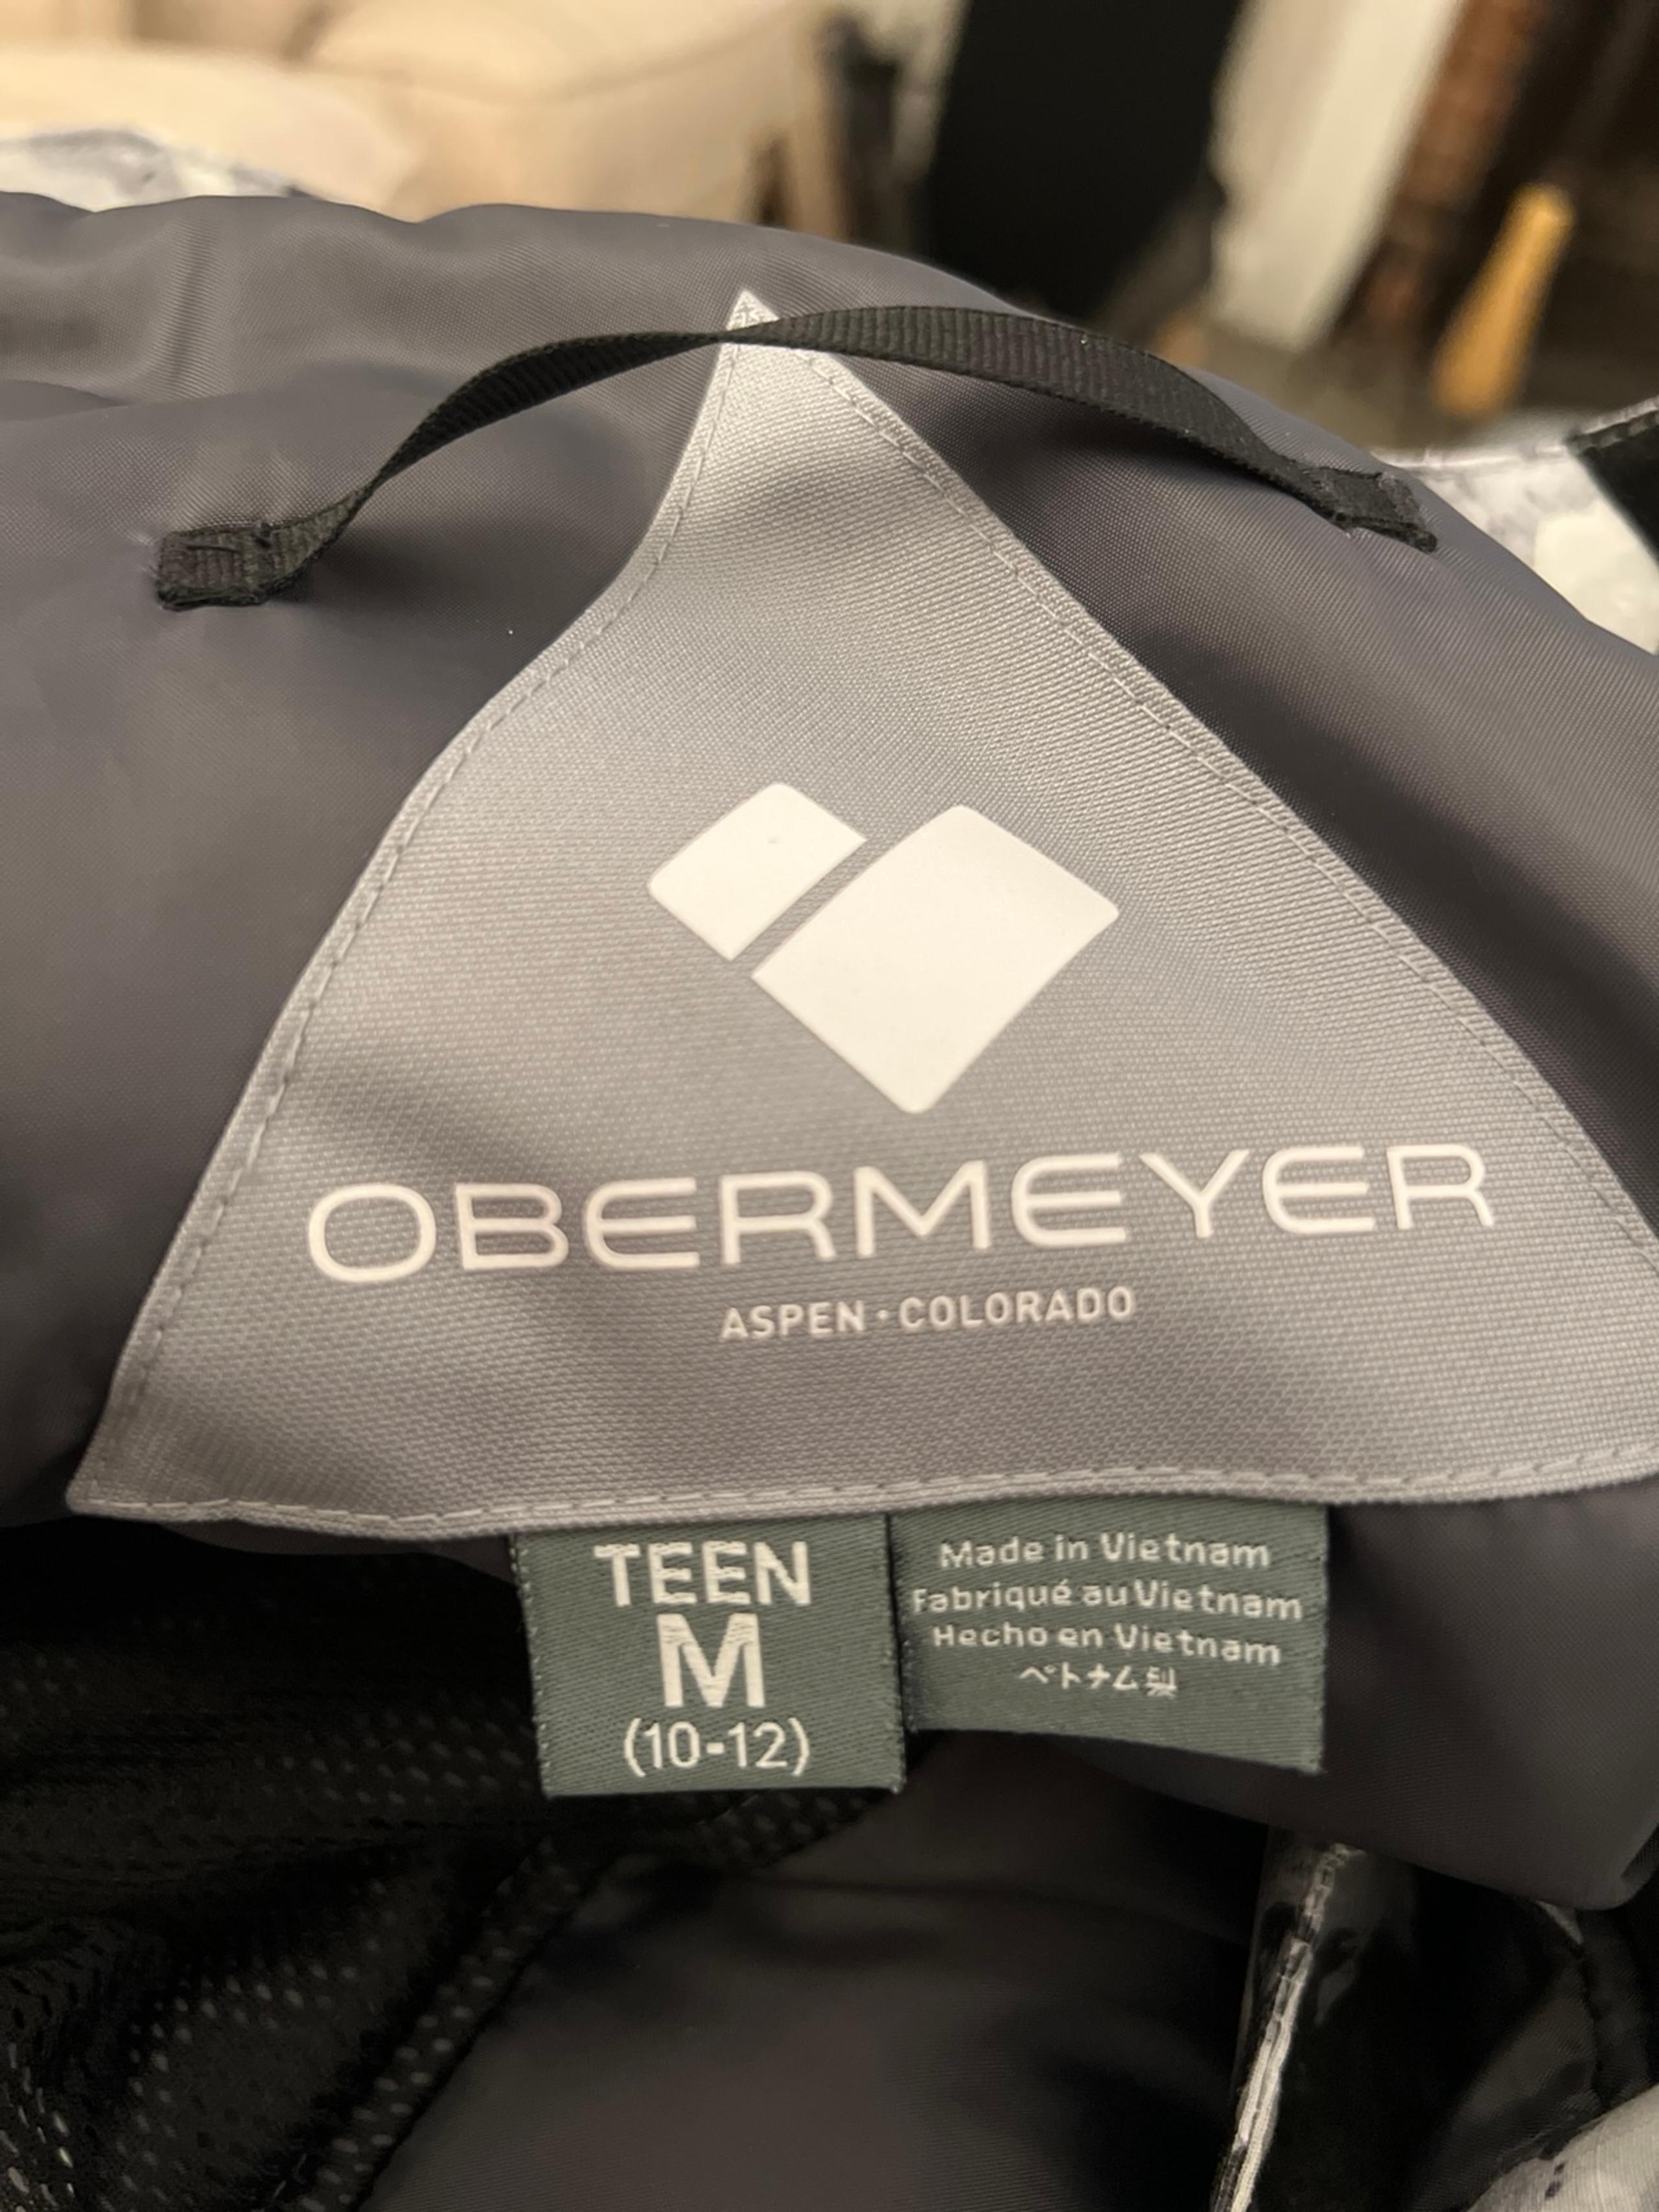 OBERMEYER
ASPEN · COLORADO
TEEN
M
(10-12)
Made in Vietnam
Fabriqué au Vietnam
Hecho en Vietnam
ベトナム製